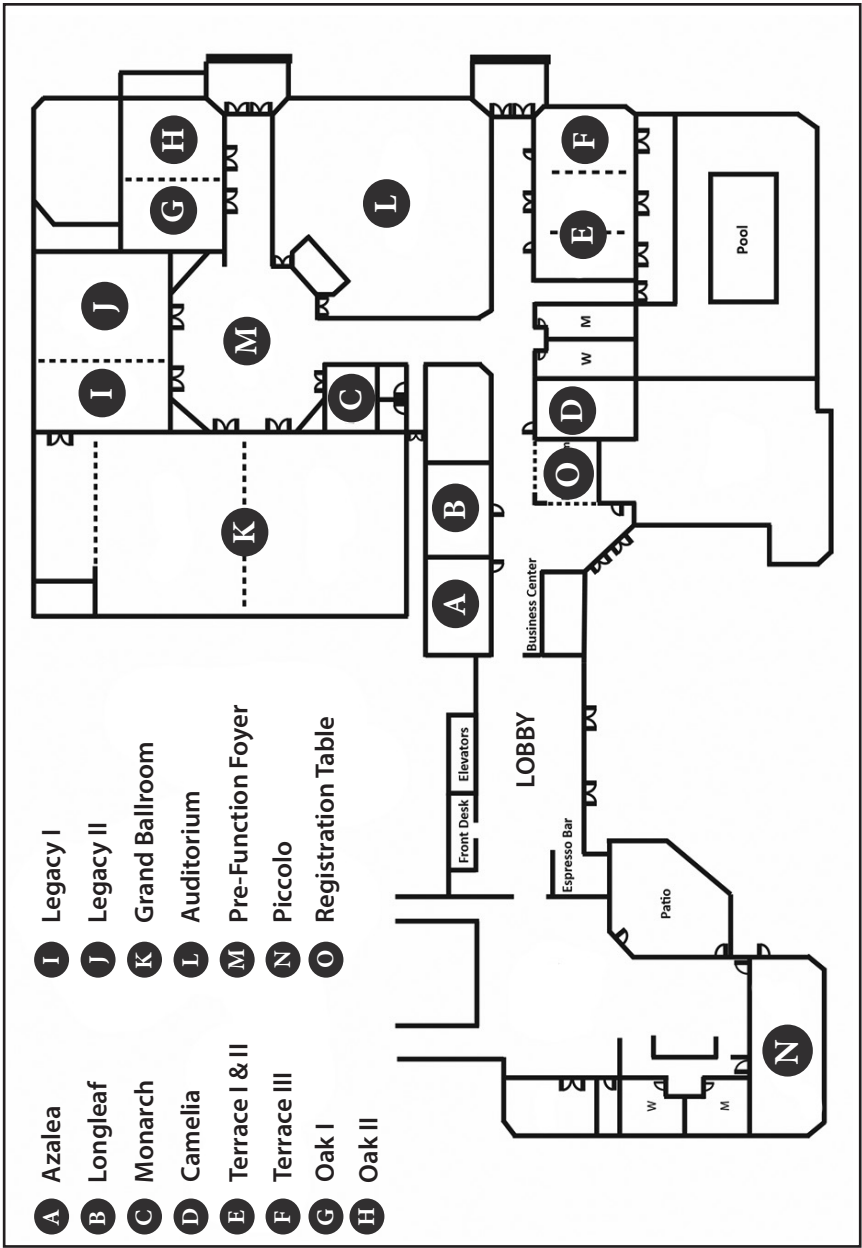 A Azalea
B Longleaf
C Monarch
D Camelia
E Terrace I & II
F Terrace III
G Oak I
H Oak II
I Legacy I
J Legacy II
K Grand Ballroom
L Auditorium
M Pre-Function Foyer
N Piccolo
O Registration Table
I
J
G
H
K
M
C
L
A
B
O
D
W
M
E
F
Pool
Business Center
Front Desk
Elevators
LOBBY
Espresso Bar
Patio
W
M
N